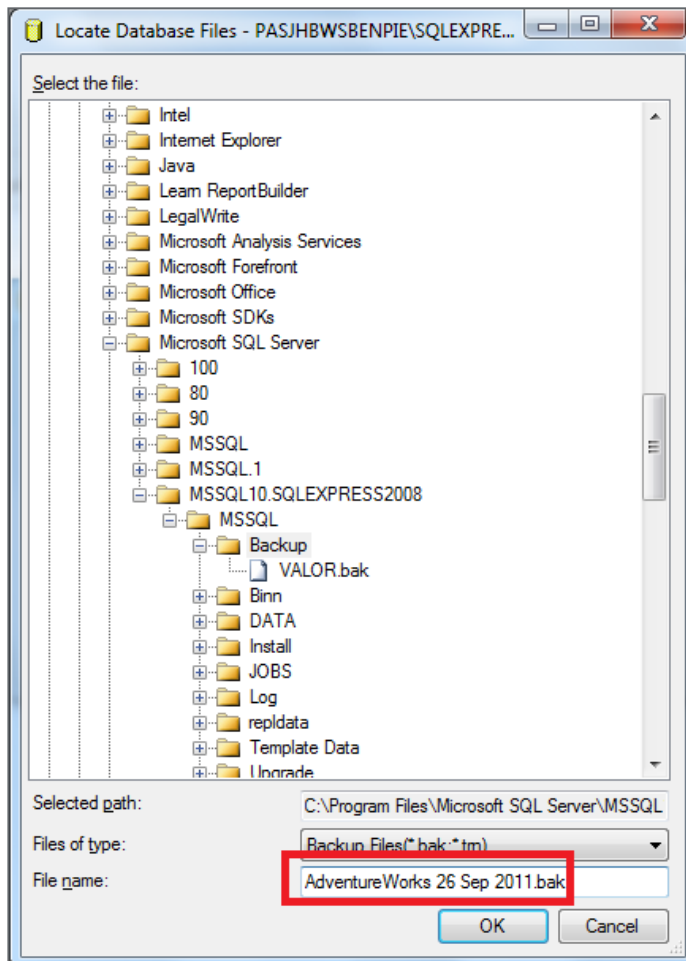 Locate Database Files - PASJHBWSBENPIE\SQLEXPRE...
Select the file:
Intel
Internet Explorer
Java
Learn ReportBuilder
LegalWrite
Microsoft Analysis Services
Microsoft Forefront
Microsoft Office
Microsoft SDKs
Microsoft SQL Server
100
80
90
MSSQL
MSSQL.1
MSSQL10.SQLEXPRESS2008
MSSQL
Backup
VALOR.bak
Binn
DATA
Install
JOBS
Log
repldata
Template Data
Upgrade
Selected path: C:\Program Files\Microsoft SQL Server\MSSQL
Files of type: Backup Files(*.bak;*.trn)
File name: AdventureWorks 26 Sep 2011.bak
OK Cancel